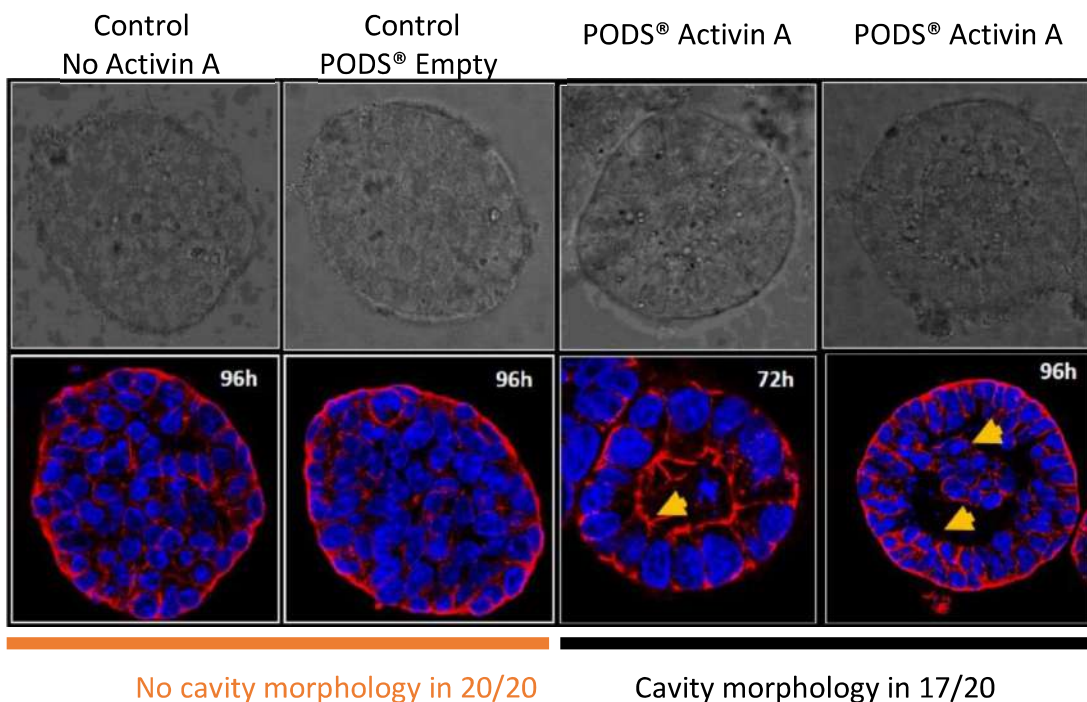 Control
No Activin A
Control
PODS® Empty
PODS® Activin A
PODS® Activin A
96h
96h
72h
96h
No cavity morphology in 20/20
Cavity morphology in 17/20